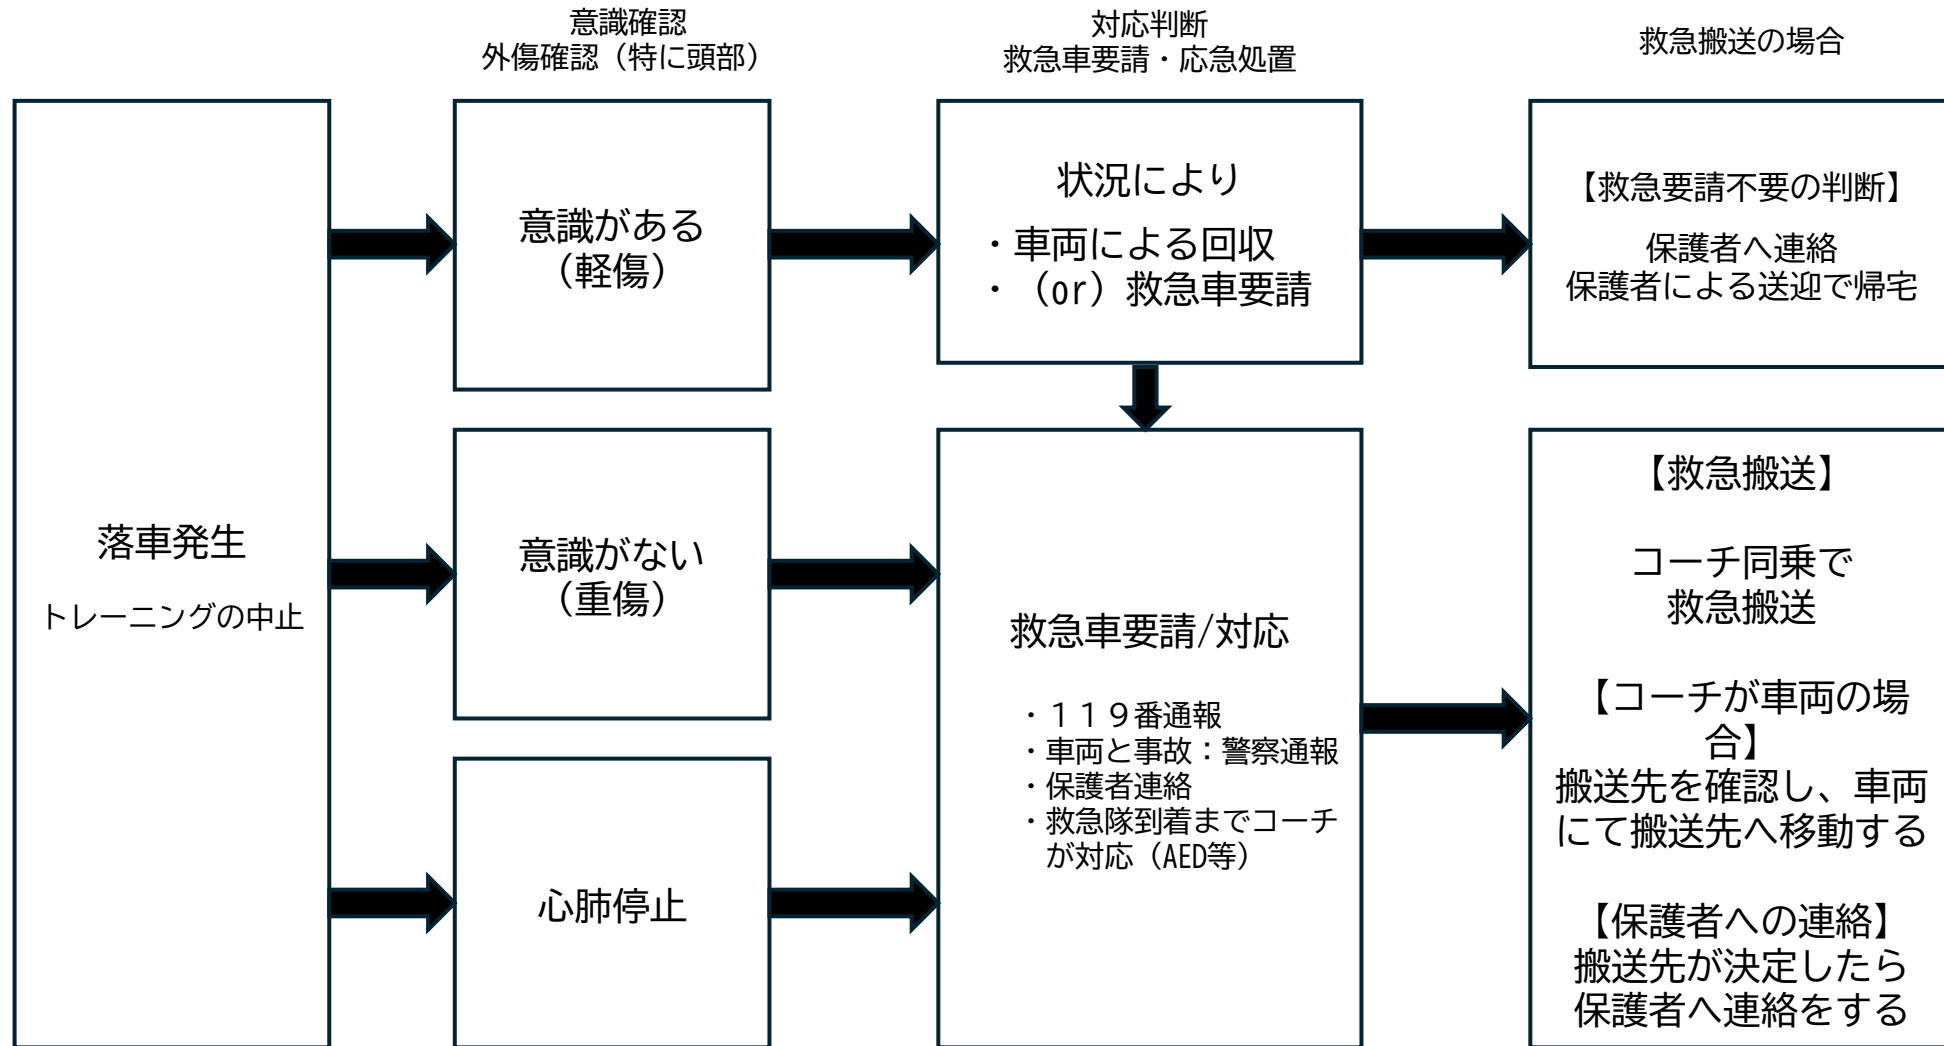 意識確認
外傷確認（特に頭部）
対応判断
救急車要請・応急処置
救急搬送の場合
落車発生
トレーニングの中止
意識がある
（軽傷）
状況により
・車両による回収
・（or）救急車要請
【救急要請不要の判断】
保護者へ連絡
保護者による送迎で帰宅
意識がない
（重傷）
心肺停止
救急車要請/対応
・１１９番通報
・車両と事故：警察通報
・保護者連絡
・救急隊到着までコーチ
が対応（AED等）
【救急搬送】
コーチ同乗で
救急搬送
【コーチが車両の場
合】
搬送先を確認し、車両
にて搬送先へ移動する
【保護者への連絡】
搬送先が決定したら
保護者へ連絡をする